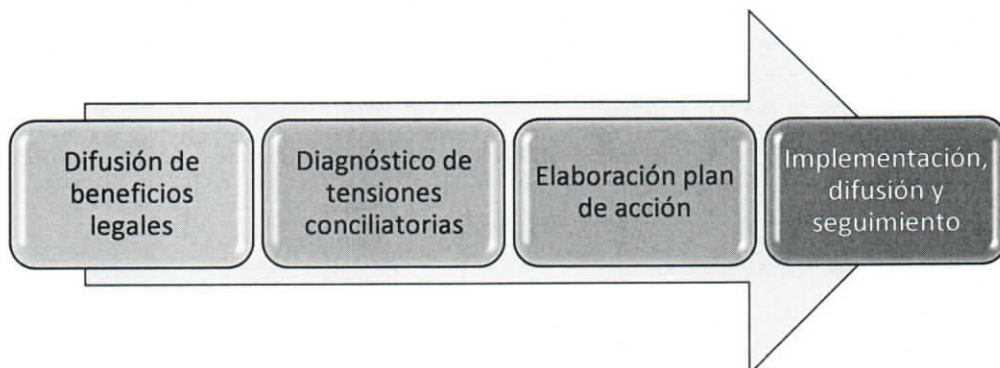 Difusión de
beneficios
legales
Diagnóstico de
tensiones
conciliatorias
Elaboración plan
de acción
Implementación,
difusión y
seguimiento